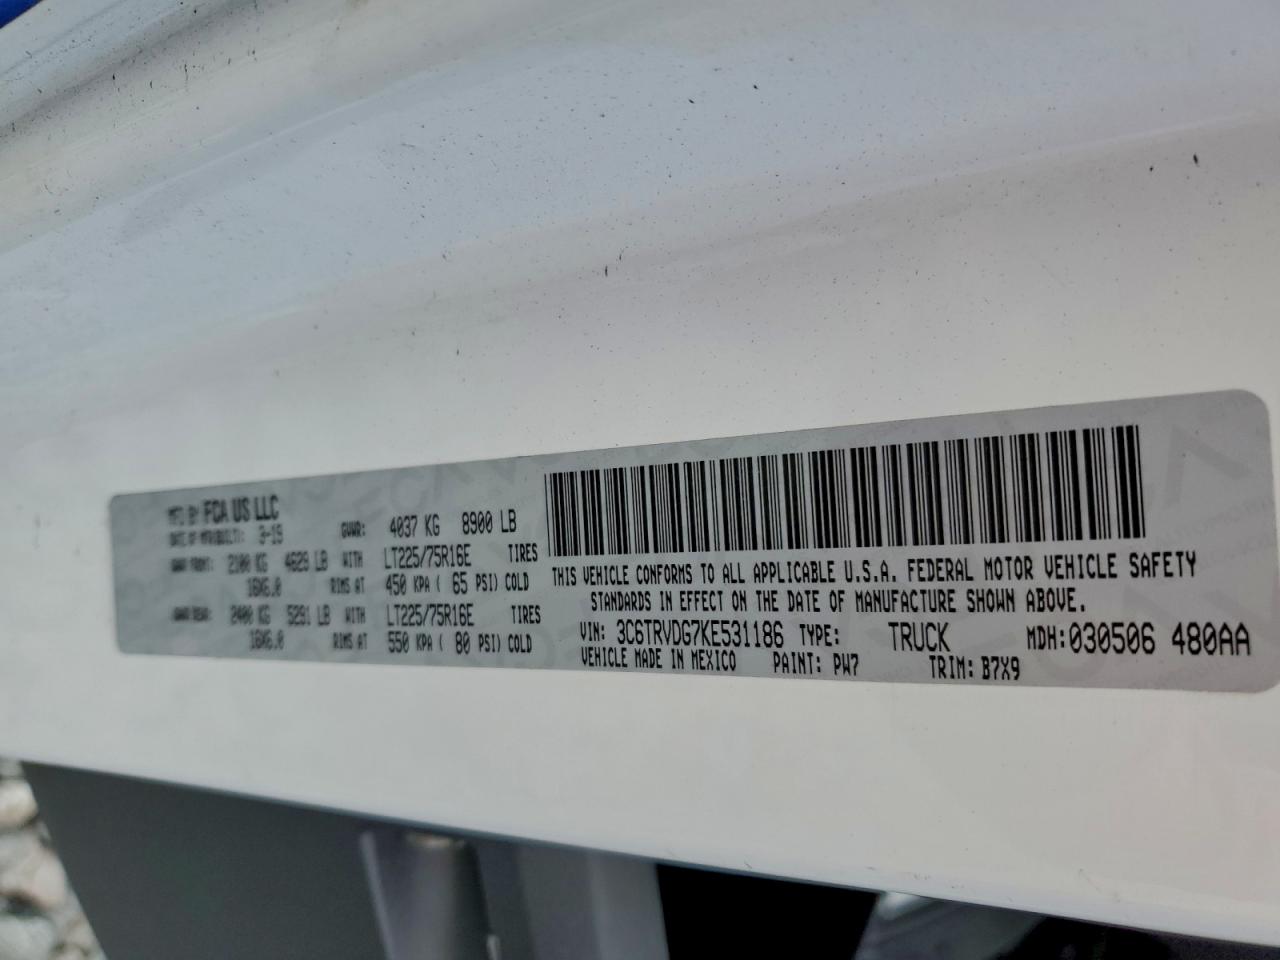 MFD BY FCA US LLC
DATE OF MFR/BUILT: 3-19 GVWR: 4037 KG 8900 LB
GAWR FRONT: 2100 KG 4629 LB WITH LT225/75R16E TIRES
16X6.0 RIMS AT 450 KPA ( 65 PSI) COLD
GAWR REAR: 2400 KG 5291 LB WITH LT225/75R16E TIRES
16X6.0 RIMS AT 550 KPA ( 80 PSI) COLD
THIS VEHICLE CONFORMS TO ALL APPLICABLE U.S.A. FEDERAL MOTOR VEHICLE SAFETY
STANDARDS IN EFFECT ON THE DATE OF MANUFACTURE SHOWN ABOVE.
VIN: 3C6TRVDG7KE531186 TYPE: TRUCK MDH:030506 480AA
VEHICLE MADE IN MEXICO PAINT: PW7 TRIM: B7X9